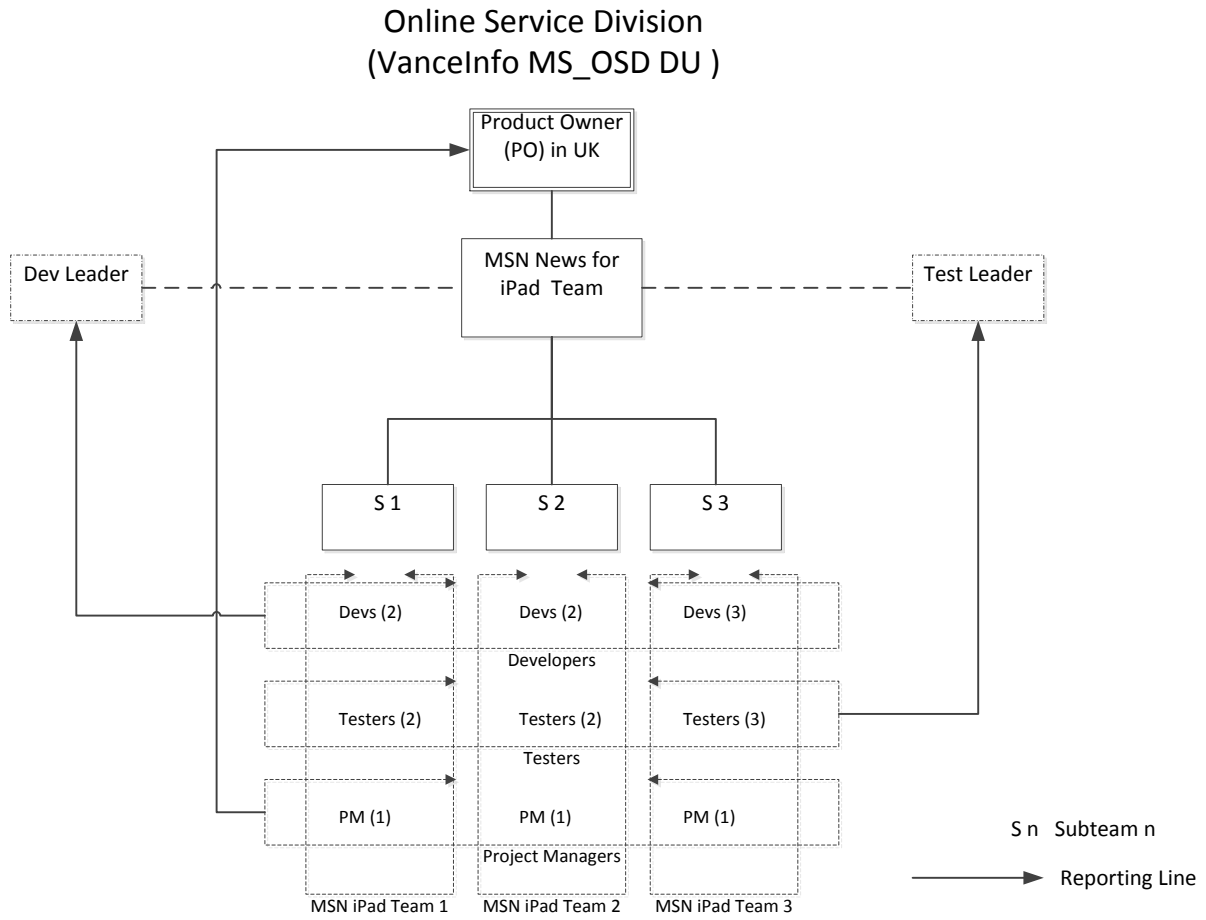 Online Service Division
(VanceInfo MS_OSD DU )
Product Owner
(PO) in UK
Dev Leader
MSN News for
iPad Team
Test Leader
S 1
S 2
S 3
Devs (2)
Devs (2)
Devs (3)
Developers
Testers (2)
Testers (2)
Testers (3)
Testers
PM (1)
PM (1)
PM (1)
Project Managers
S n Subteam n
Reporting Line
MSN iPad Team 1
MSN iPad Team 2
MSN iPad Team 3